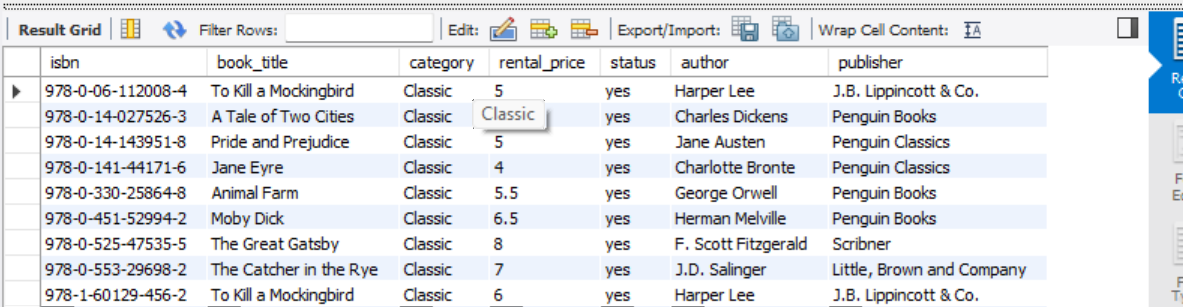 Result Grid Filter Rows: Edit: Export/Import: Wrap Cell Content: IA
isbn book_title category rental_price status author publisher
978-0-06-112008-4 To Kill a Mockingbird Classic 5 yes Harper Lee J.B. Lippincott & Co.
978-0-14-027526-3 A Tale of Two Cities Classic Classic yes Charles Dickens Penguin Books
978-0-14-143951-8 Pride and Prejudice Classic 5 yes Jane Austen Penguin Classics
978-0-141-44171-6 Jane Eyre Classic 4 yes Charlotte Bronte Penguin Classics
978-0-330-25864-8 Animal Farm Classic 5.5 yes George Orwell Penguin Books
978-0-451-52994-2 Moby Dick Classic 6.5 yes Herman Melville Penguin Books
978-0-525-47535-5 The Great Gatsby Classic 8 yes F. Scott Fitzgerald Scribner
978-0-553-29698-2 The Catcher in the Rye Classic 7 yes J.D. Salinger Little, Brown and Company
978-1-60129-456-2 To Kill a Mockingbird Classic 6 yes Harper Lee J.B. Lippincott & Co.